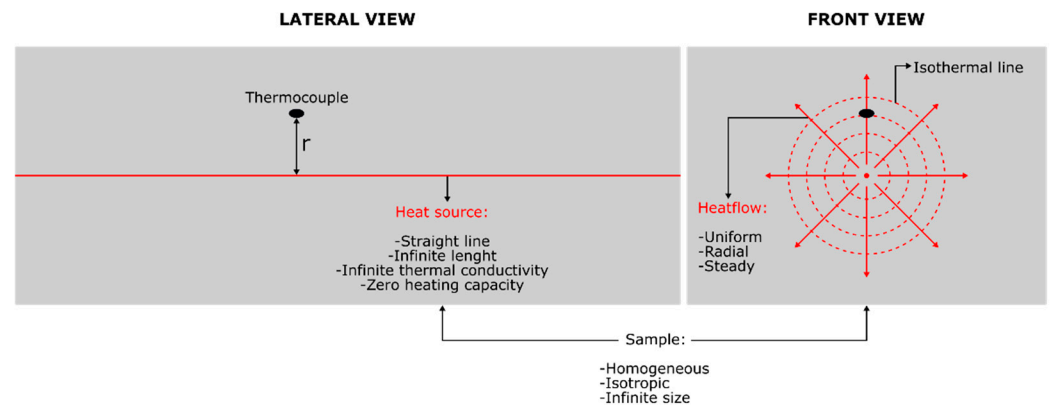 LATERAL VIEW
FRONT VIEW
Thermocouple
r
Heat source:
-Straight line
-Infinite lenght
-Infinite thermal conductivity
-Zero heating capacity
Isothermal line
Heatflow:
-Uniform
-Radial
-Steady
Sample:
-Homogeneous
-Isotropic
-Infinite size